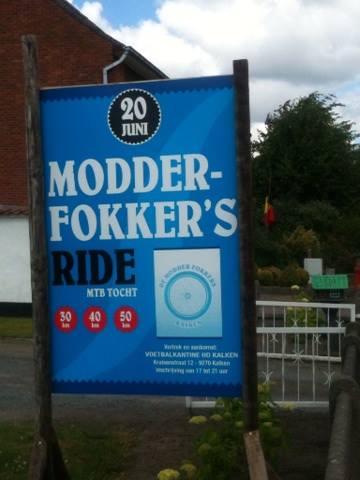 20
JUNI
MODDER-
FOKKER'S
RIDE
MTB TOCHT
30 km
40 km
50 km
DE MODDER FOKKERS
KALKEN
Vertrek en aankomst:
VOETBALKANTINE HO KALKEN
Kruisenstraat 12 - 9270 Kalken
Inschrijving van 17 tot 21 uur